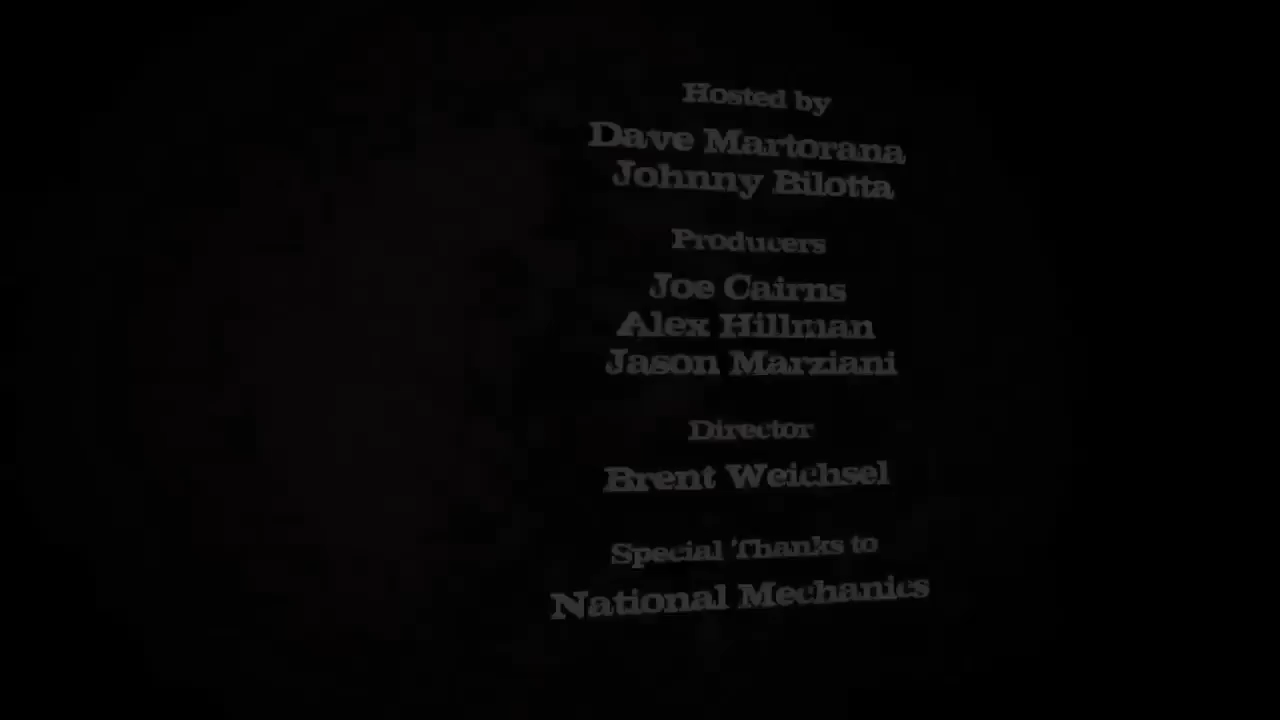 Hosted by
Dave Martorana
Johnny Bilotta
Producers
Joe Cairns
Alex Hillman
Jason Marziani
Director
Brent Weichsel
Special Thanks to
National Mechanics